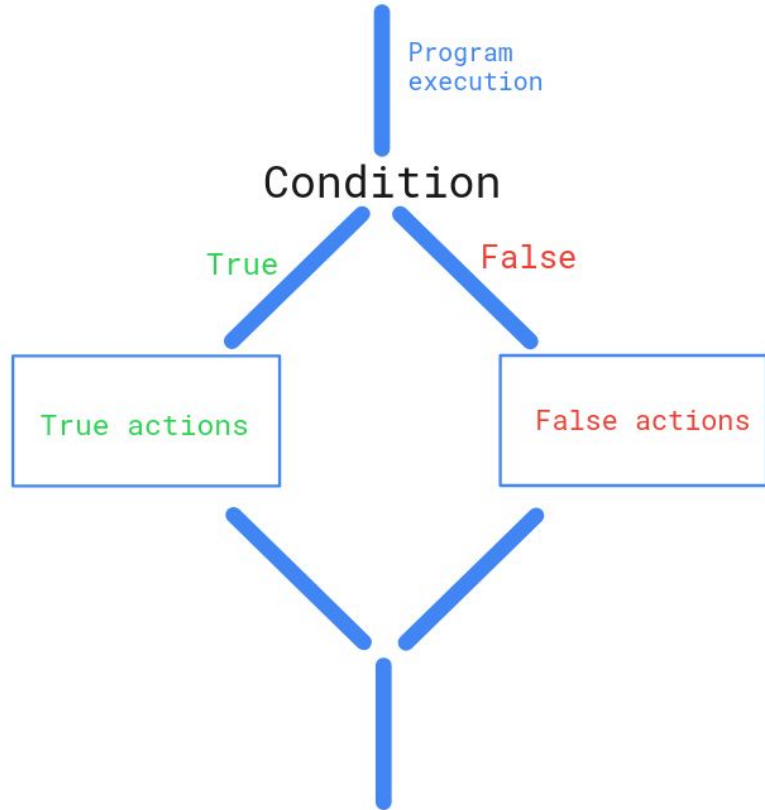 Program
execution
Condition
True
False
True actions
False actions